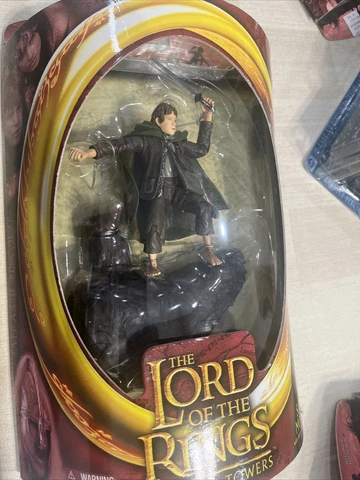 THE
LORD
OF THE
RINGS
TOWERS
WARNING